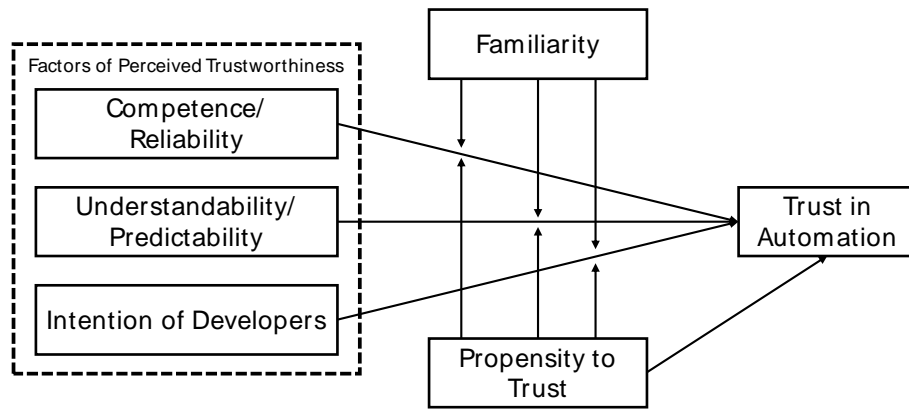 Familiarity
Factors of Perceived Trustworthiness
Competence/
Reliability
Understandability/
Predictability
Trust in
Automation
Intention of Developers
Propensity to
Trust